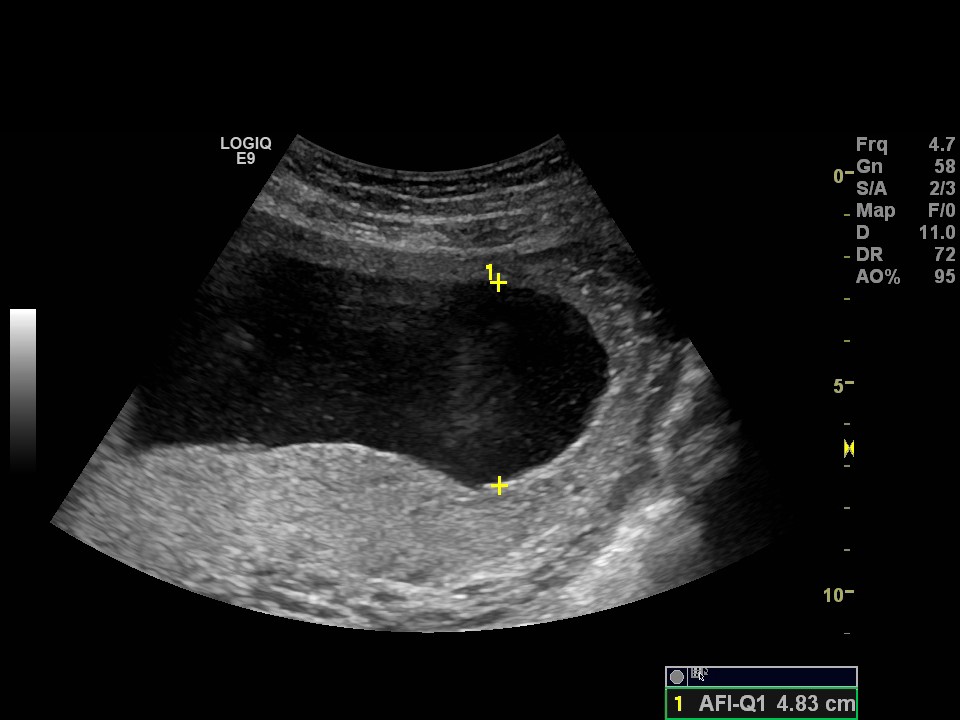 LOGIQ
E9
Frq 4.7
Gn 58
S/A 2/3
Map F/0
D 11.0
DR 72
AO% 95
0
1
5
10
1 AFI-Q1 4.83 cm